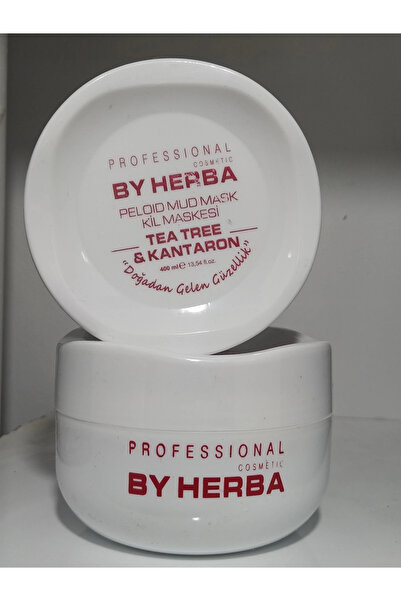 PROFESSIONAL
COSMETIC
BY HERBA
PELOID MUD MASK
KİL MASKESİ
TEA TREE
& KANTARON
400 ml ℮ 13,54 fl.oz.
"Doğadan Gelen Güzellik"
PROFESSIONAL
COSMETIC
BY HERBA